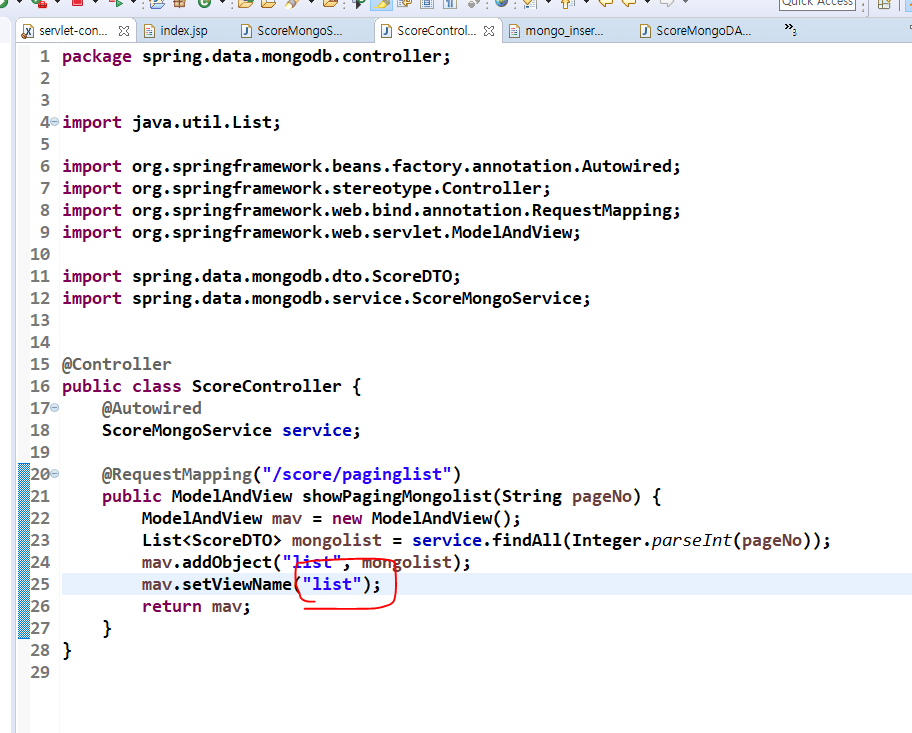 Quick Access
servlet-con...
index.jsp
ScoreMongoS...
ScoreControl...
mongo_inser...
ScoreMongoDA...
»3
1 package spring.data.mongodb.controller;
2
3
4 import java.util.List;
5
6 import org.springframework.beans.factory.annotation.Autowired;
7 import org.springframework.stereotype.Controller;
8 import org.springframework.web.bind.annotation.RequestMapping;
9 import org.springframework.web.servlet.ModelAndView;
10
11 import spring.data.mongodb.dto.ScoreDTO;
12 import spring.data.mongodb.service.ScoreMongoService;
13
14
15 @Controller
16 public class ScoreController {
17 @Autowired
18 ScoreMongoService service;
19
20 @RequestMapping("/score/paginglist")
21 public ModelAndView showPagingMongolist(String pageNo) {
22 ModelAndView mav = new ModelAndView();
23 List<ScoreDTO> mongolist = service.findAll(Integer.parseInt(pageNo));
24 mav.addObject("list", mongolist);
25 mav.setViewName("list");
26 return mav;
27 }
28 }
29